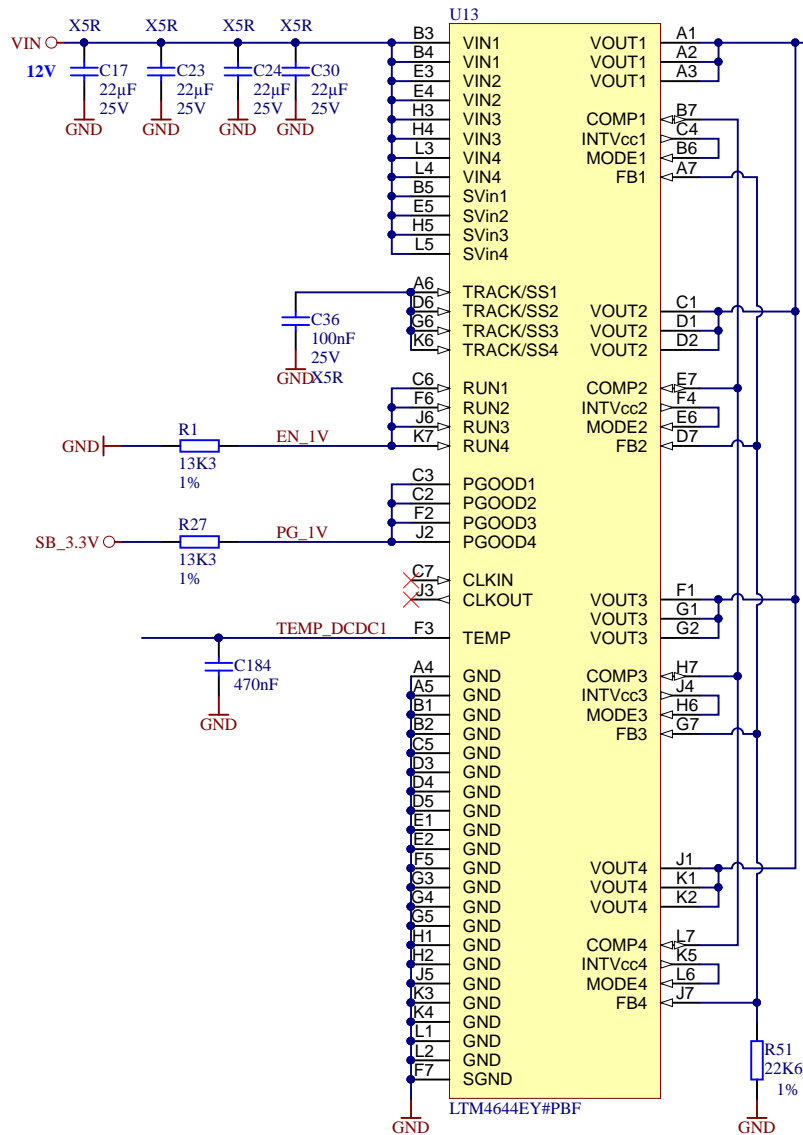 U13
X5R X5R X5R X5R
VIN
12V
C17 C23 C24 C30
22µF 22µF 22µF 22µF
25V 25V 25V 25V
GND GND GND GND
B3 VIN1 VOUT1 A1
B4 VIN1 VOUT1 A2
E3 VIN2 VOUT1 A3
E4 VIN2
H3 VIN3 COMP1 B7
H4 VIN3 INTVcc1 C4
L3 VIN4 MODE1 B6
L4 VIN4 FB1 A7
B5 SVin1
E5 SVin2
H5 SVin3
L5 SVin4
A6 TRACK/SS1
D6 TRACK/SS2 VOUT2 C1
G6 TRACK/SS3 VOUT2 D1
K6 TRACK/SS4 VOUT2 D2
C36
100nF
25V
X5R
GND
C6 RUN1 COMP2 E7
F6 RUN2 INTVcc2 F4
J6 RUN3 MODE2 E6
K7 RUN4 FB2 D7
GND
R1
13K3
1%
EN_1V
C3 PGOOD1
C2 PGOOD2
F2 PGOOD3
J2 PGOOD4
SB_3.3V
R27
13K3
1%
PG_1V
C7 CLKIN
J3 CLKOUT VOUT3 F1
VOUT3 G1
TEMP_DCDC1 F3 TEMP VOUT3 G2
C184
470nF
GND
A4 GND COMP3 H7
A5 GND INTVcc3 J4
B1 GND MODE3 H6
B2 GND FB3 G7
C5 GND
D3 GND
D4 GND
D5 GND
E1 GND
E2 GND
F5 GND VOUT4 J1
G3 GND VOUT4 K1
G4 GND VOUT4 K2
G5 GND
H1 GND COMP4 L7
H2 GND INTVcc4 K5
J5 GND MODE4 L6
K3 GND FB4 J7
K4 GND
L1 GND
L2 GND
F7 SGND
R51
22K6
1%
GND
LTM4644EY#PBF
GND